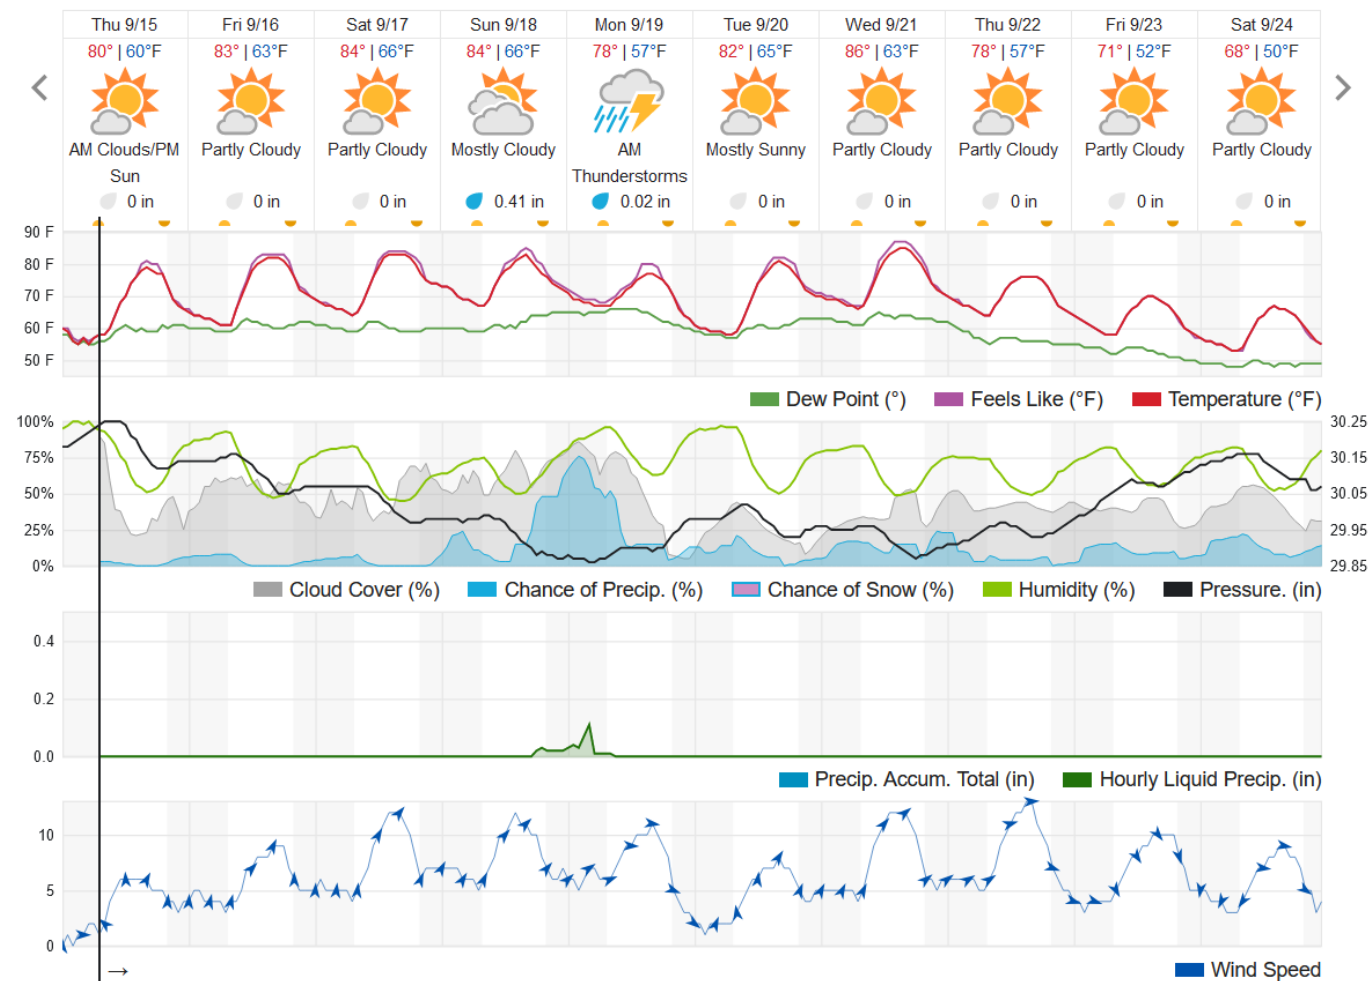 Thu 9/15 Fri 9/16 Sat 9/17 Sun 9/18 Mon 9/19 Tue 9/20 Wed 9/21 Thu 9/22 Fri 9/23 Sat 9/24
80° | 60°F 83° | 63°F 84° | 66°F 84° | 66°F 78° | 57°F 82° | 65°F 86° | 63°F 78° | 57°F 71° | 52°F 68° | 50°F
AM Clouds/PM Partly Cloudy Partly Cloudy Mostly Cloudy AM Mostly Sunny Partly Cloudy Partly Cloudy Partly Cloudy Partly Cloudy
Sun Thunderstorms
0 in 0 in 0 in 0.41 in 0.02 in 0 in 0 in 0 in 0 in 0 in
90 F
80 F
70 F
60 F
50 F
Dew Point (°) Feels Like (°F) Temperature (°F)
100% 30.25
75% 30.15
50% 30.05
25% 29.95
0% 29.85
Cloud Cover (%) Chance of Precip. (%) Chance of Snow (%) Humidity (%) Pressure. (in)
0.4
0.2
0.0
Precip. Accum. Total (in) Hourly Liquid Precip. (in)
10
5
0
→
Wind Speed